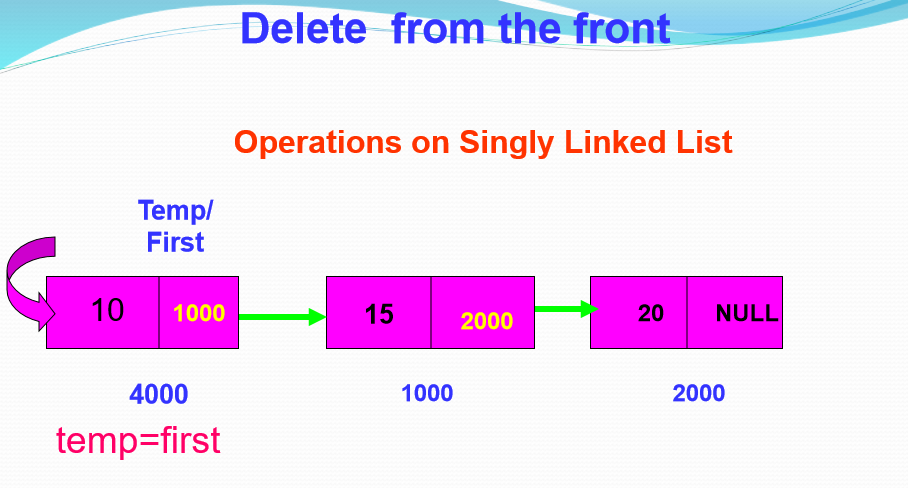 Delete from the front
Operations on Singly Linked List
Temp/
First
10 1000 15 2000 20 NULL
4000 1000 2000
temp=first